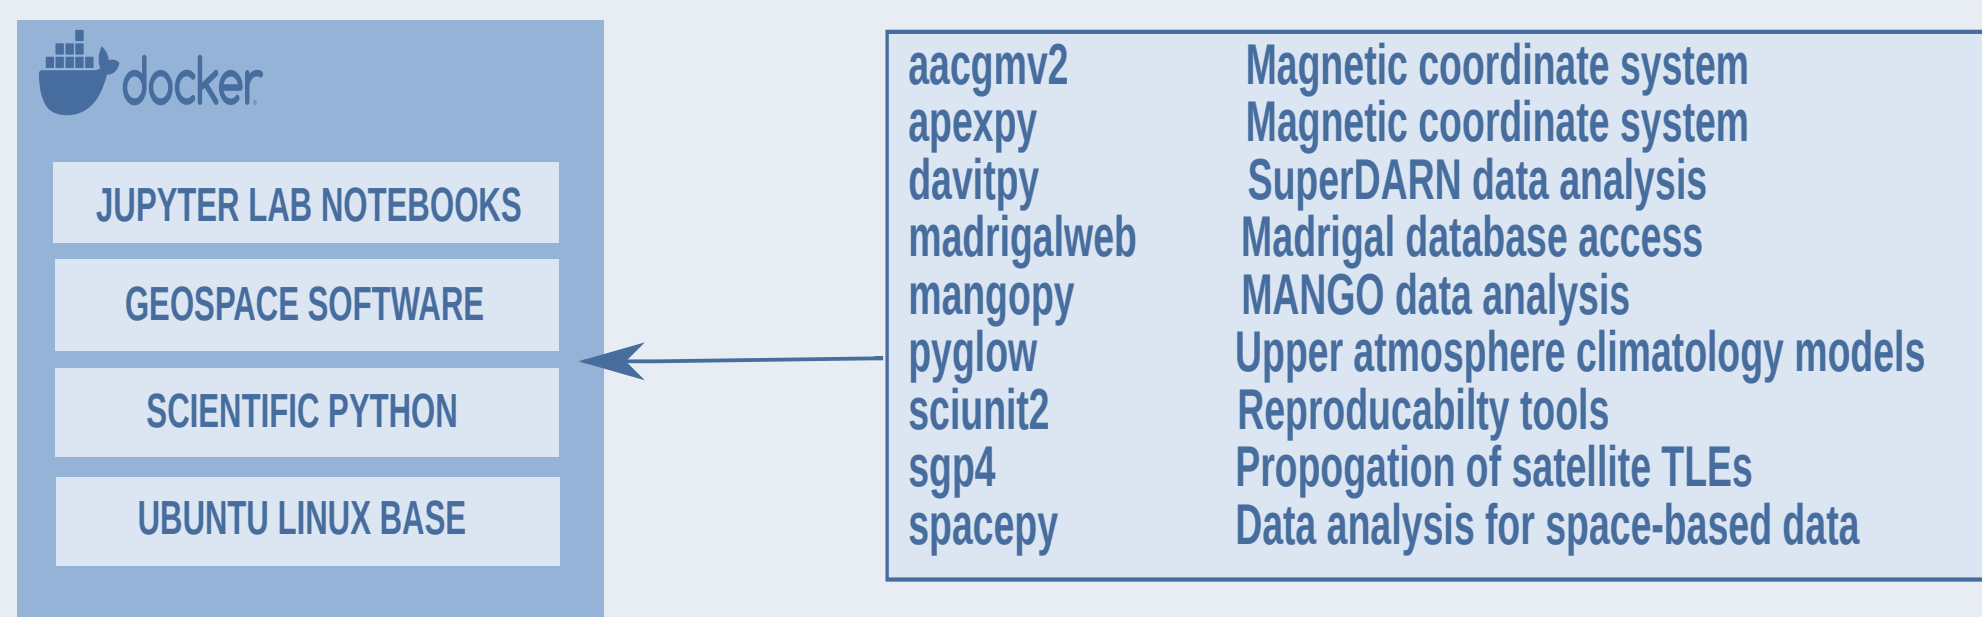 docker
JUPYTER LAB NOTEBOOKS
GEOSPACE SOFTWARE
SCIENTIFIC PYTHON
UBUNTU LINUX BASE
aacgmv2 Magnetic coordinate system
apexpy Magnetic coordinate system
davitpy SuperDARN data analysis
madrigalweb Madrigal database access
mangopy MANGO data analysis
pyglow Upper atmosphere climatology models
sciunit2 Reproducabilty tools
sgp4 Propogation of satellite TLEs
spacepy Data analysis for space-based data